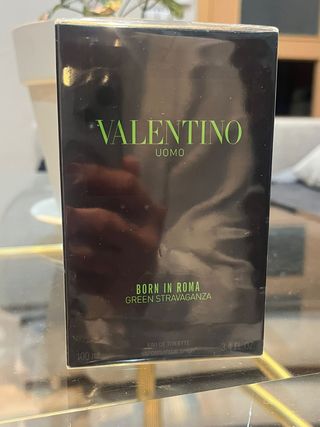 VALENTINO
UOMO
BORN IN ROMA
GREEN STRAVAGANZA
EAU DE TOILETTE
100 ml